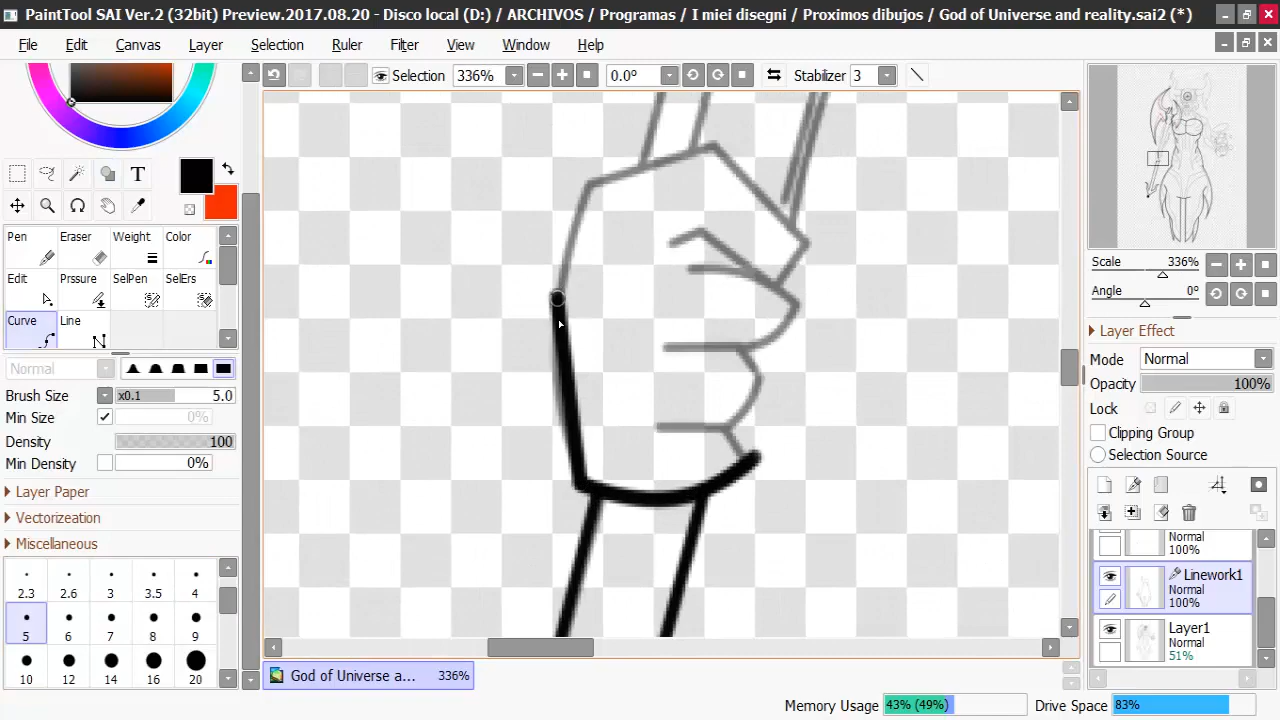 PaintTool SAI Ver.2 (32bit) Preview.2017.08.20 - Disco local (D:) / ARCHIVOS / Programas / I miei disegni / Proximos dibujos / God of Universe and reality.sai2 (*)
File Edit Canvas Layer Selection Ruler Filter View Window Help
Selection 336% 0.0° Stabilizer 3
T
Pen Eraser Weight Color
Edit Prssure SelPen SelErs
Curve Line
Normal
Brush Size x0.1 5.0
Min Size 0%
Density 100
Min Density 0%
Layer Paper
Vectorizeation
Miscellaneous
2.3 2.6 3 3.5 4
5 6 7 8 9
10 12 14 16 20
God of Universe a... 336%
Scale 336%
Angle 0°
Layer Effect
Mode Normal
Opacity 100%
Lock
Clipping Group
Selection Source
Normal
100%
Linework1
Normal
100%
Layer1
Normal
51%
Memory Usage 43% (49%) Drive Space 83%